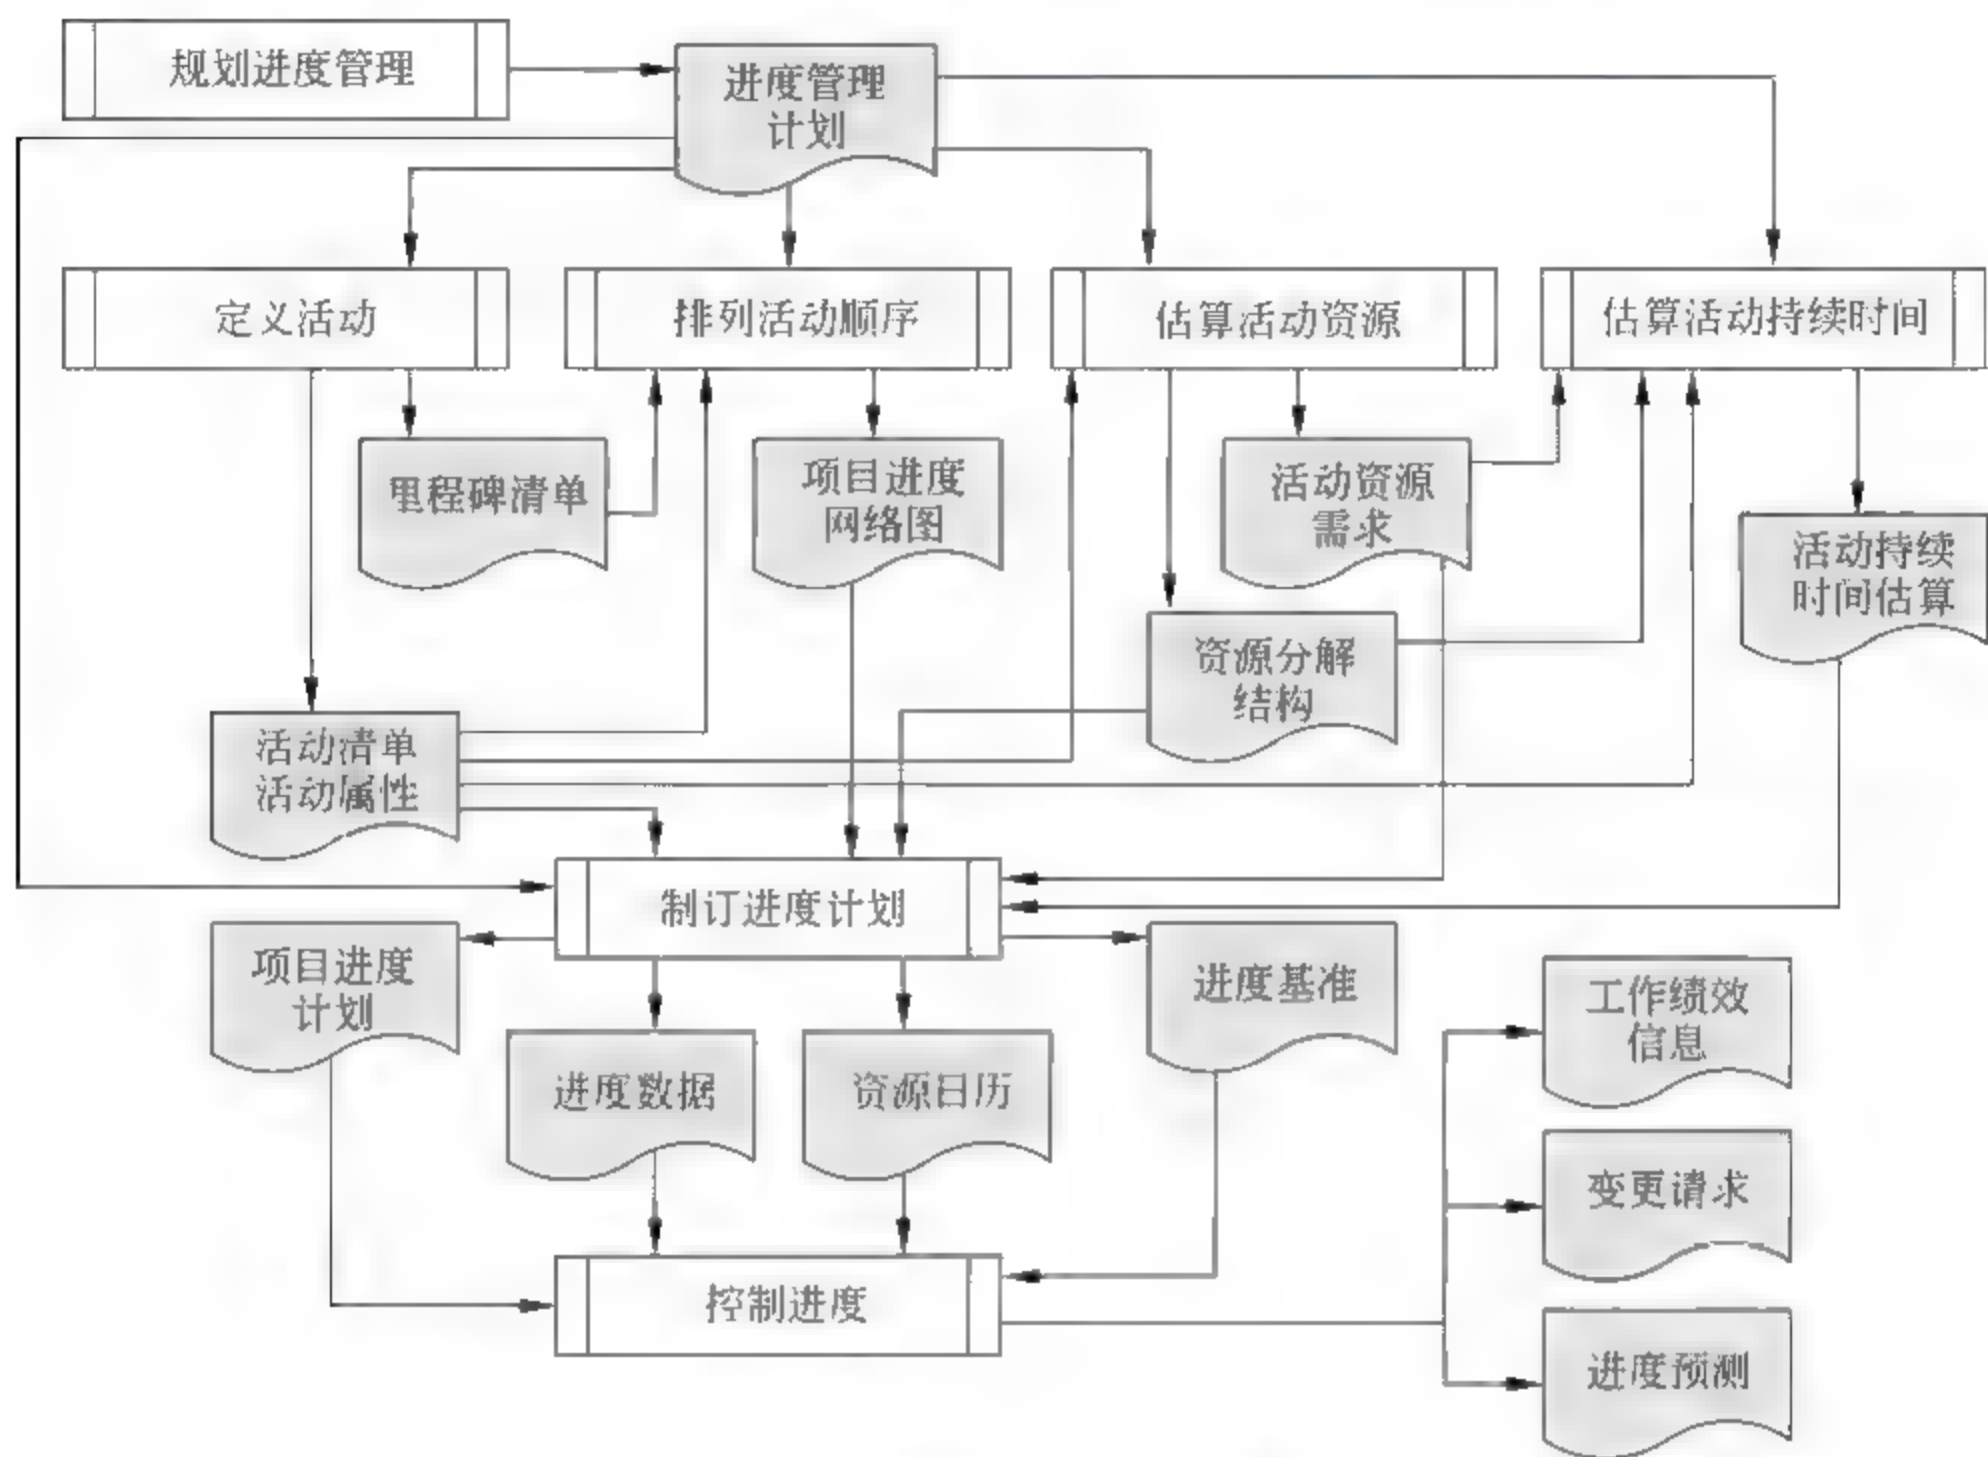 规划进度管理
进度管理
计划
定义活动
排列活动顺序
估算活动资源
估算活动持续时间
里程碑清单
项目进度
网络图
活动资源
需求
活动持续
时间估算
资源分解
结构
活动清单
活动属性
制订进度计划
项目进度
计划
进度基准
工作绩效
信息
进度数据
资源日历
变更请求
控制进度
进度预测